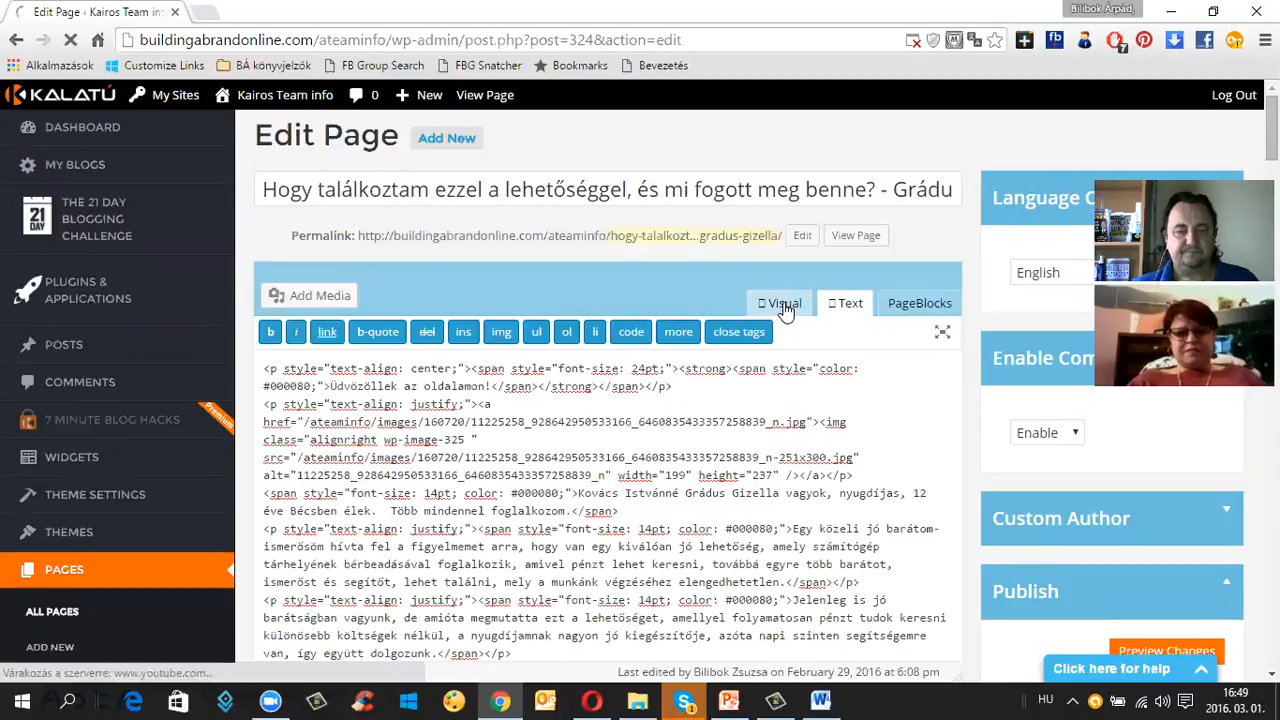 Edit Page - Kairos Team in
Bilibok Árpád,
buildingabrandonline.com/ateaminfo/wp-admin/post.php?post=324&action=edit
Alkalmazások
Customize Links
BÁ könyvjelzők
FB Group Search
FBG Snatcher
Bookmarks
Bevezetés
KALATÚ
My Sites
Kairos Team info
0
New
View Page
Log Out
DASHBOARD
MY BLOGS
21 DAY
THE 21 DAY
BLOGGING
CHALLENGE
PLUGINS &
APPLICATIONS
POSTS
COMMENTS
7 MINUTE BLOG HACKS
Premium
WIDGETS
THEME SETTINGS
THEMES
PAGES
ALL PAGES
ADD NEW
Várakozás a szerverre: www.youtube.com...
Edit Page
Add New
Hogy találkoztam ezzel a lehetőséggel, és mi fogott meg benne? - Grádu
Permalink: http://buildingabrandonline.com/ateaminfo/hogy-talalkozt...gradus-gizella/
Edit
View Page
Add Media
Visual
Text
PageBlocks
b
i
link
b-quote
del
ins
img
ul
ol
li
code
more
close tags
<p style="text-align: center;"><span style="font-size: 24pt;"><strong><span style="color:
#000080;">Üdvözöllek az oldalamon!</span></strong></span></p>
<p style="text-align: justify;"><a
href="/ateaminfo/images/160720/11225258_928642950533166_6460835433357258839_n.jpg"><img
class="alignright wp-image-325 "
src="/ateaminfo/images/160720/11225258_928642950533166_6460835433357258839_n-251x300.jpg"
alt="11225258_928642950533166_6460835433357258839_n" width="199" height="237" /></a></p>
<span style="font-size: 14pt; color: #000080;">Kovács Istvánné Grádus Gizella vagyok, nyugdíjas, 12
éve Bécsben élek.  Több mindennel foglalkozom.</span>
<p style="text-align: justify;"><span style="font-size: 14pt; color: #000080;">Egy közeli jó barátom-
ismerősöm hívta fel a figyelmemet arra, hogy van egy kiválóan jó lehetőség, amely számítógép
tárhelyének bérbeadásával foglalkozik, amivel pénzt lehet keresni, továbbá egyre több barátot,
ismerőst és segítőt, lehet találni, mely a munkánk végzéséhez elengedhetetlen.</span></p>
<p style="text-align: justify;"><span style="font-size: 14pt; color: #000080;">Jelenleg is jó
barátságban vagyunk, de amióta megmutatta ezt a lehetőséget, amellyel folyamatosan pénzt tudok keresni
különösebb költségek nélkül, a nyugdíjamnak nagyon jó kiegészítője, azóta napi szinten segítségemre
van, így együtt dolgozunk.</span></p>
Last edited by Bilibok Zsuzsa on February 29, 2016 at 6:08 pm
Language
English
Enable Com
Enable
Custom Author
Publish
Preview Changes
Click here for help
HU
16:49
2016. 03. 01.